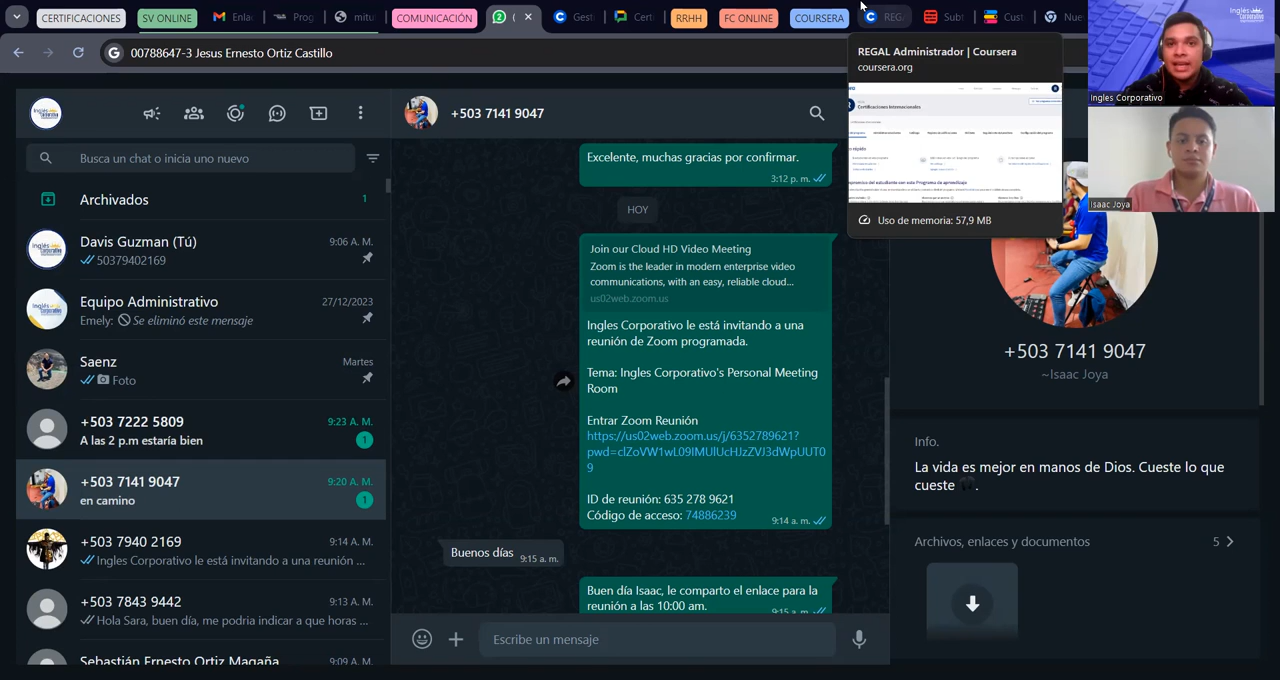 CERTIFICACIONES
SV ONLINE
Enla
Prog
mitu
COMUNICACIÓN
2
(
Gesti
Certi
RRHH
FC ONLINE
COURSERA
REGA
Subt
Cust
Nue
00788647-3 Jesus Ernesto Ortiz Castillo
REGAL Administrador | Coursera
coursera.org
Uso de memoria: 57,9 MB
Inglés Corporativo
Ingles Corporativo
Isaac Joya
Busca un chat o inicia uno nuevo
Archivados
1
Davis Guzman (Tú)
9:06 A. M.
50379402169
Equipo Administrativo
27/12/2023
Emely: Se eliminó este mensaje
Saenz
Martes
Foto
+503 7222 5809
9:23 A. M.
A las 2 p.m estaría bien
1
+503 7141 9047
9:20 A. M.
en camino
1
+503 7940 2169
9:14 A. M.
Ingles Corporativo le está invitando a una reunión ...
+503 7843 9442
9:13 A. M.
Hola Sara, buen día, me podria indicar a que horas ...
Sebastián Ernesto Ortiz Magaña
9:09 A. M.
+503 7141 9047
Excelente, muchas gracias por confirmar.
3:12 p. m.
HOY
Join our Cloud HD Video Meeting
Zoom is the leader in modern enterprise video
communications, with an easy, reliable cloud...
us02web.zoom.us
Ingles Corporativo le está invitando a una
reunión de Zoom programada.
Tema: Ingles Corporativo's Personal Meeting
Room
Entrar Zoom Reunión
https://us02web.zoom.us/j/6352789621?
pwd=clZoVW1wL09IMUlUcHJzZVJ3dWpUUT0
9
ID de reunión: 635 278 9621
Código de acceso: 74886239
9:14 a. m.
Buenos días
9:15 a. m.
Buen día Isaac, le comparto el enlace para la
reunión a las 10:00 am.
9:15 a. m.
Escribe un mensaje
+503 7141 9047
~Isaac Joya
Info.
La vida es mejor en manos de Dios. Cueste lo que
cueste
Archivos, enlaces y documentos
5